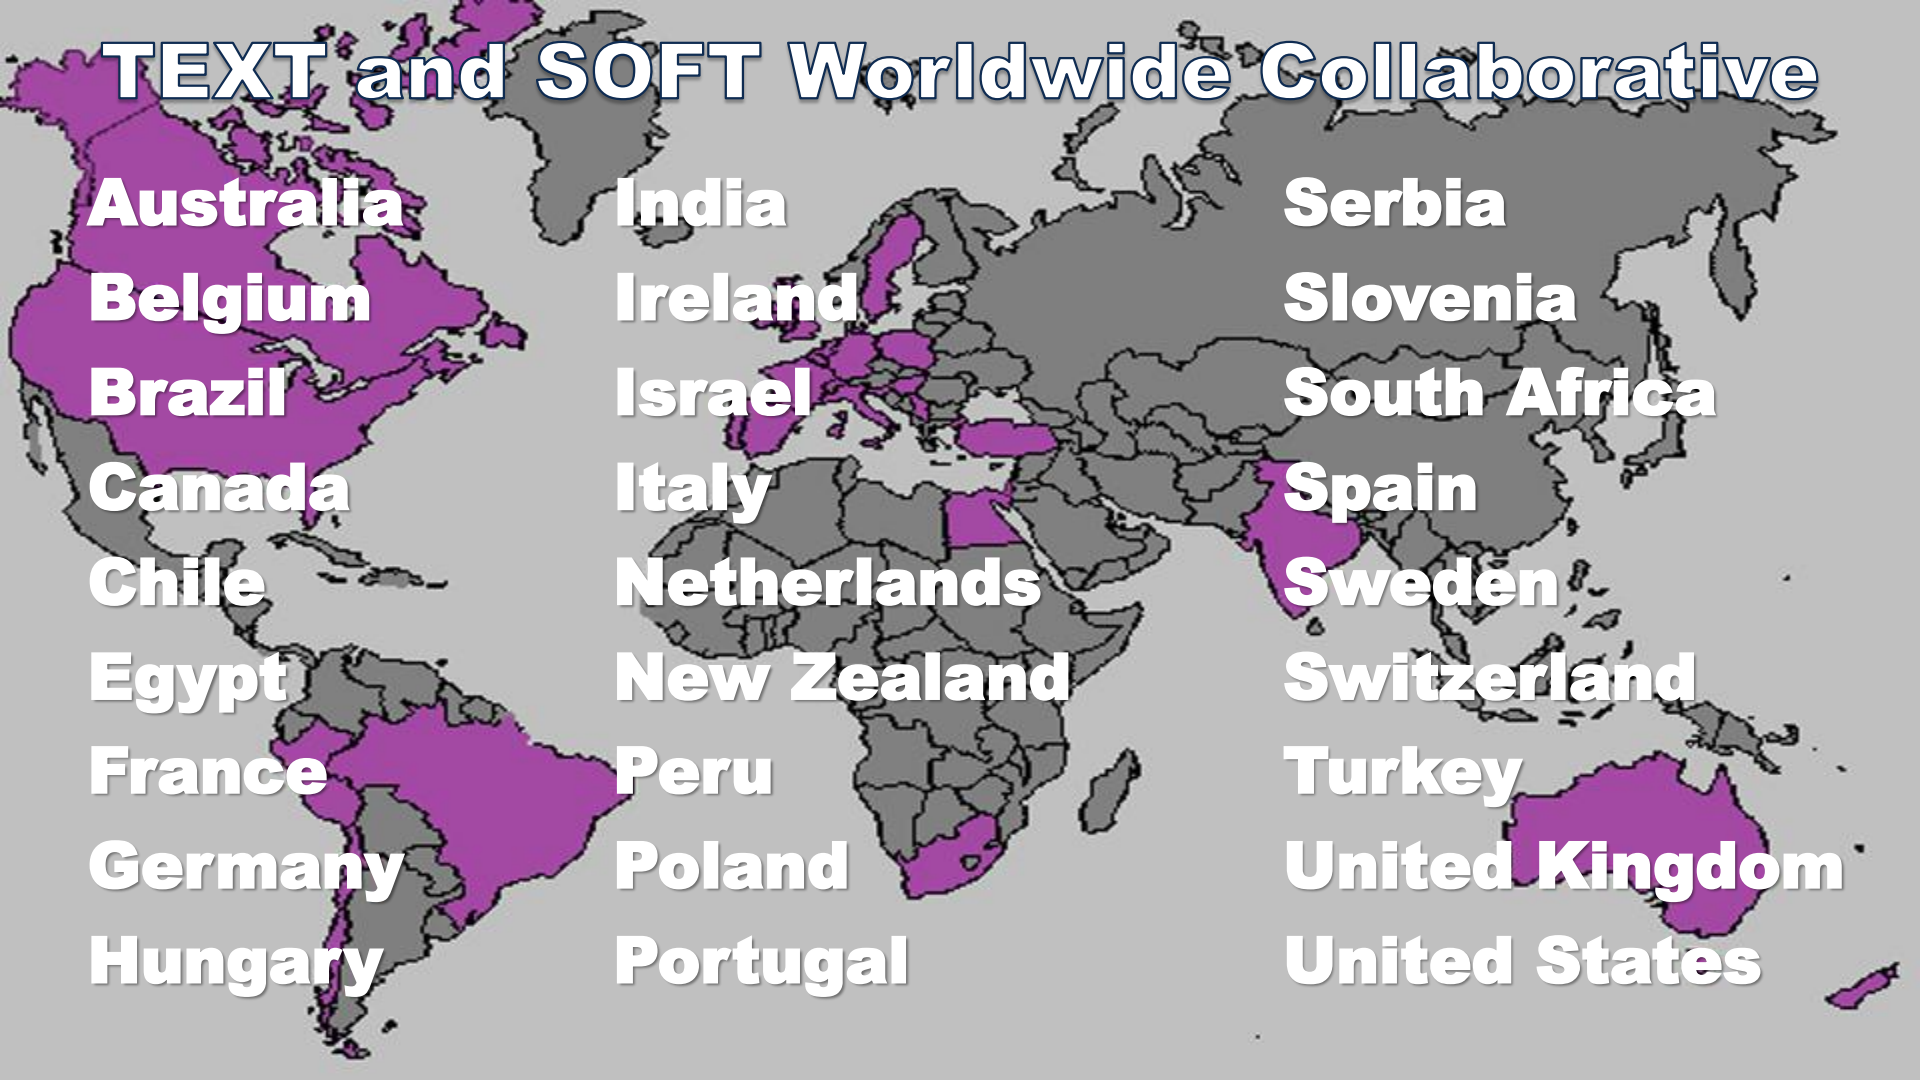 TEXT and SOFT Worldwide Collaborative
Australia
Belgium
Brazil
Canada
Chile
Egypt
France
Germany
Hungary
India
Ireland
Israel
Italy
Netherlands
New Zealand
Peru
Poland
Portugal
Serbia
Slovenia
South Africa
Spain
Sweden
Switzerland
Turkey
United Kingdom
United States